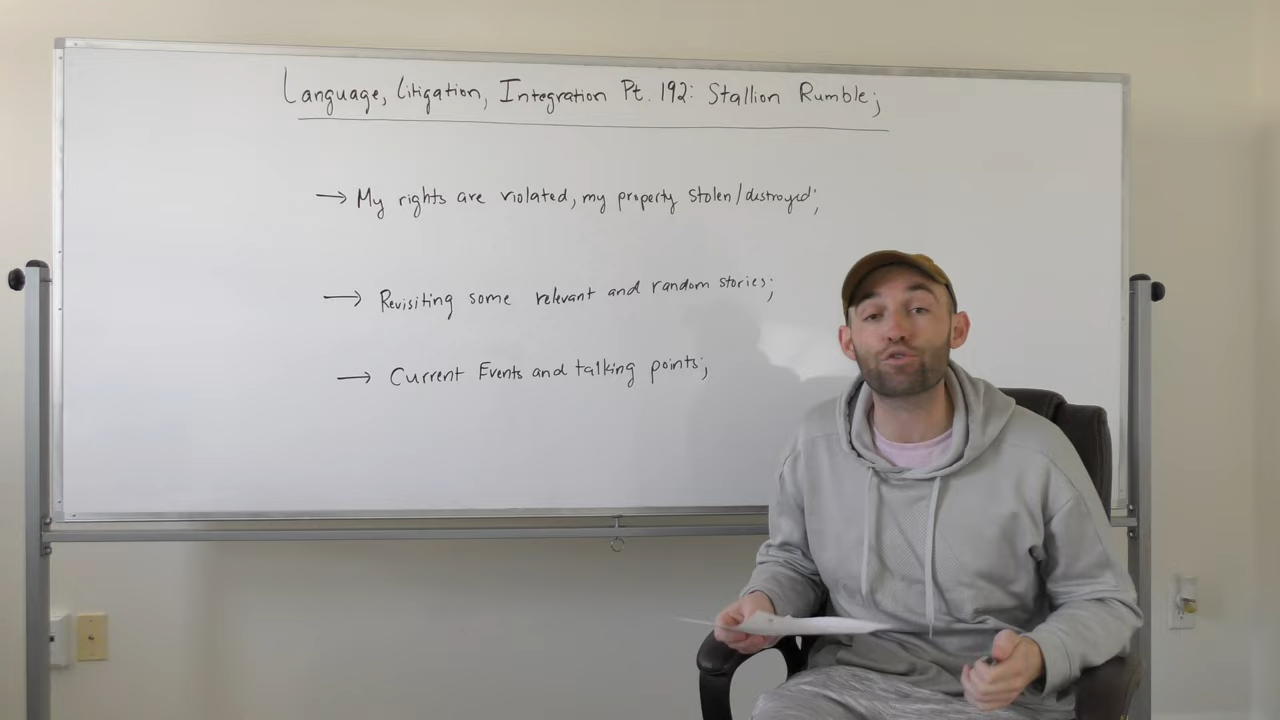 Language, Litigation, Integration Pt. 192: Stallion Rumble;
→ My rights are violated, my property stolen/destroyed;
→ Revisiting some relevant and random stories;
→ Current Events and talking points;